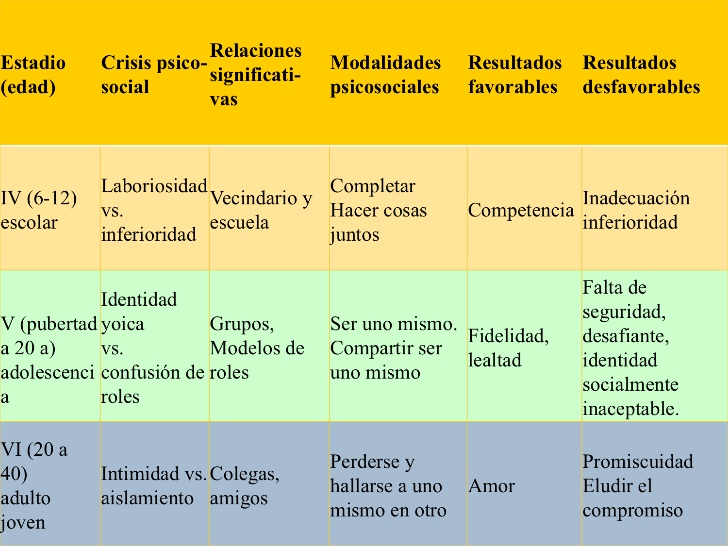 Estadio
(edad)
Crisis psico-
social
Relaciones
significati-
vas
Modalidades
psicosociales
Resultados
favorables
Resultados
desfavorables
IV (6-12)
escolar
Laboriosidad
vs.
inferioridad
Vecindario y
escuela
Completar
Hacer cosas
juntos
Competencia
Inadecuación
inferioridad
V (pubertad
a 20 a)
adolescenci
a
Identidad
yoica
vs.
confusión de
roles
Grupos,
Modelos de
roles
Ser uno mismo.
Compartir ser
uno mismo
Fidelidad,
lealtad
Falta de
seguridad,
desafiante,
identidad
socialmente
inaceptable.
VI (20 a
40)
adulto
joven
Intimidad vs.
aislamiento
Colegas,
amigos
Perderse y
hallarse a uno
mismo en otro
Amor
Promiscuidad
Eludir el
compromiso